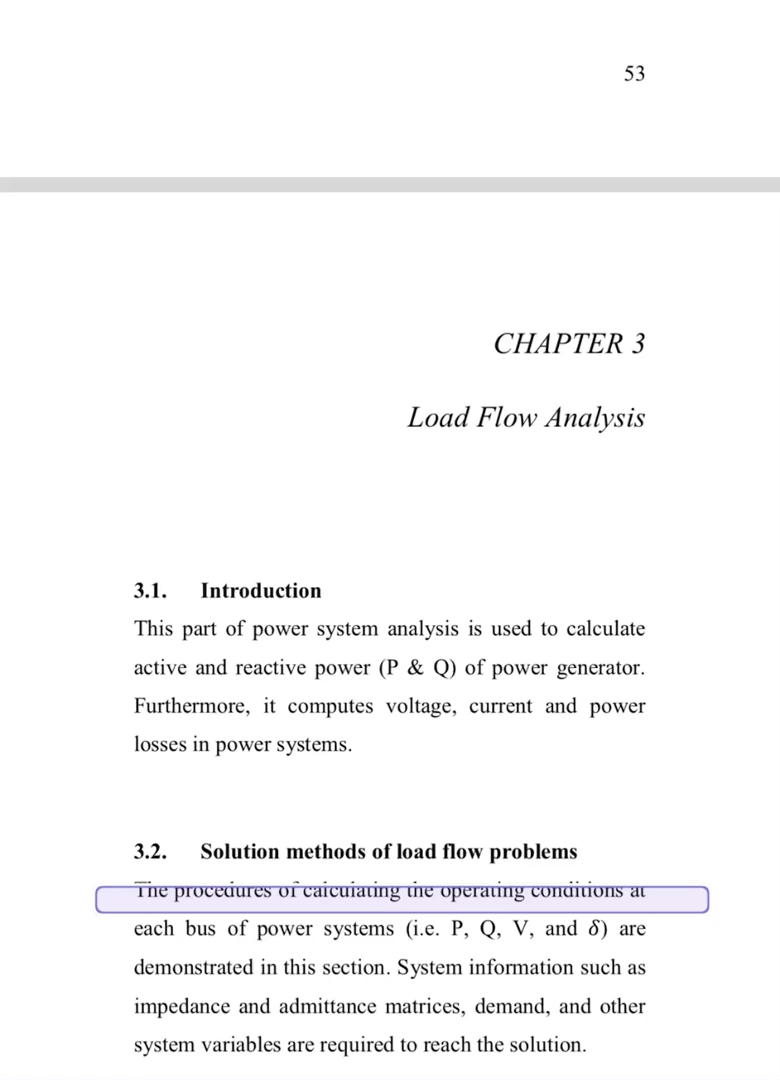 53
CHAPTER 3
Load Flow Analysis
3.1. Introduction
This part of power system analysis is used to calculate
active and reactive power (P & Q) of power generator.
Furthermore, it computes voltage, current and power
losses in power systems.
3.2. Solution methods of load flow problems
The procedures of calculating the operating conditions at
each bus of power systems (i.e. P, Q, V, and δ) are
demonstrated in this section. System information such as
impedance and admittance matrices, demand, and other
system variables are required to reach the solution.